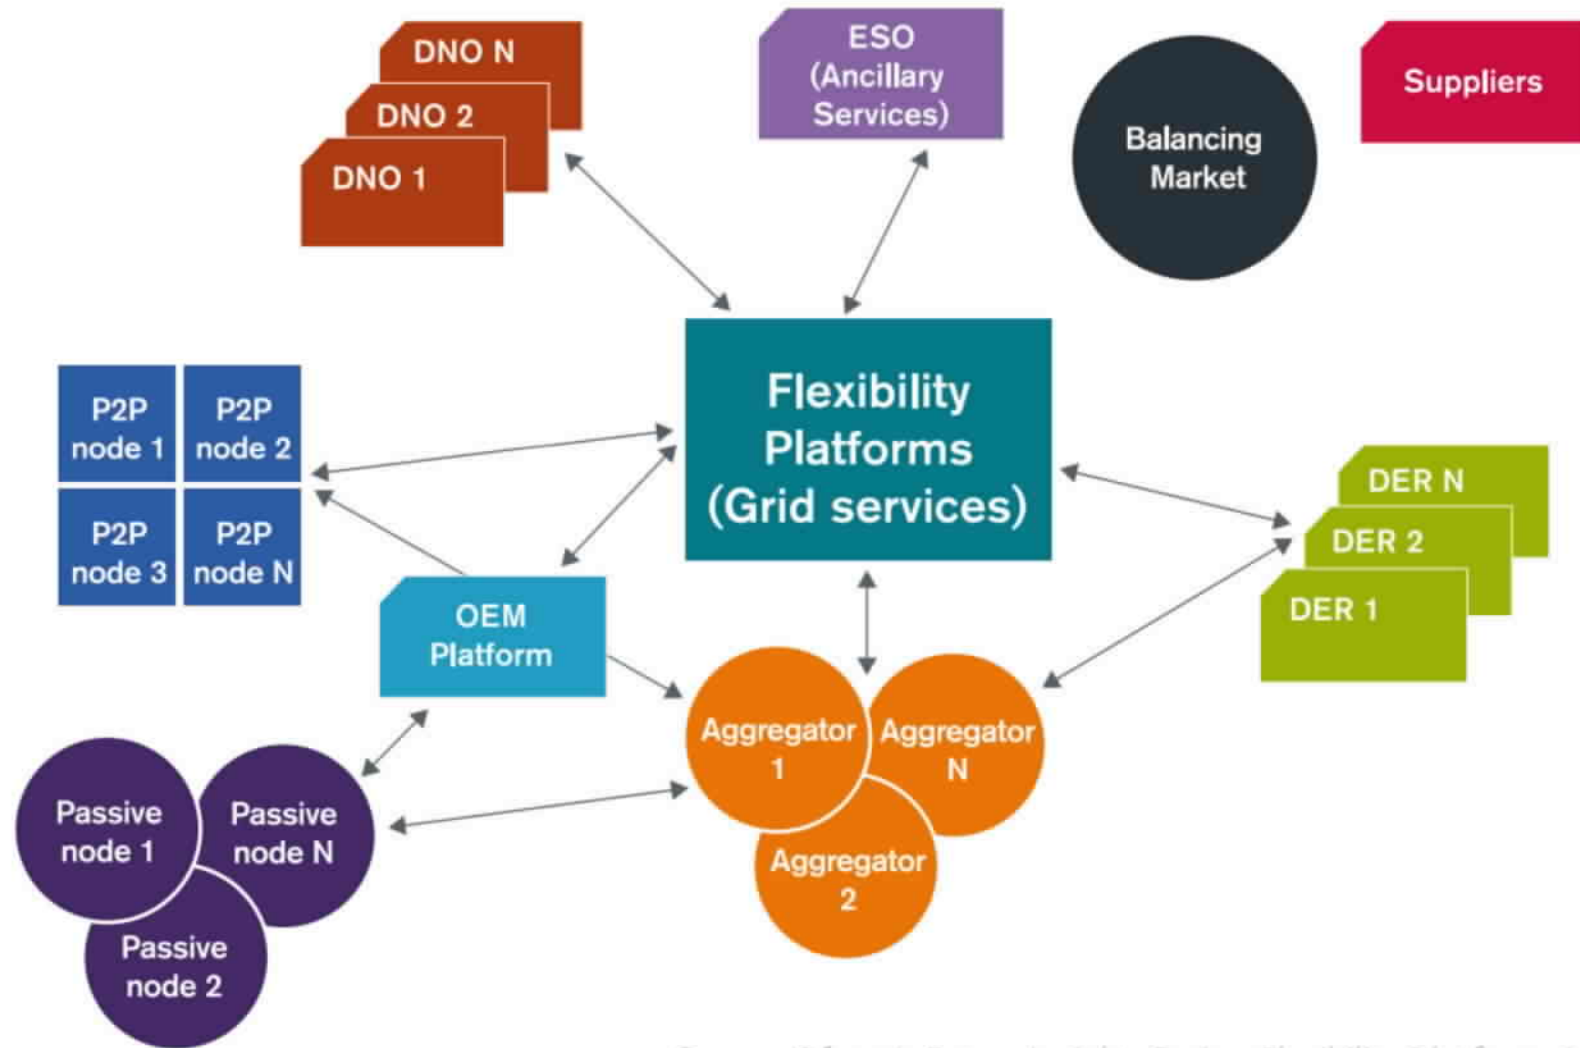 DNO N
DNO 2
DNO 1
ESO
(Ancillary
Services)
Balancing
Market
Suppliers
P2P
node 1
P2P
node 2
P2P
node 3
P2P
node N
Flexibility
Platforms
(Grid services)
DER N
DER 2
DER 1
OEM
Platform
Aggregator
1
Aggregator
N
Aggregator
2
Passive
node 1
Passive
node N
Passive
node 2